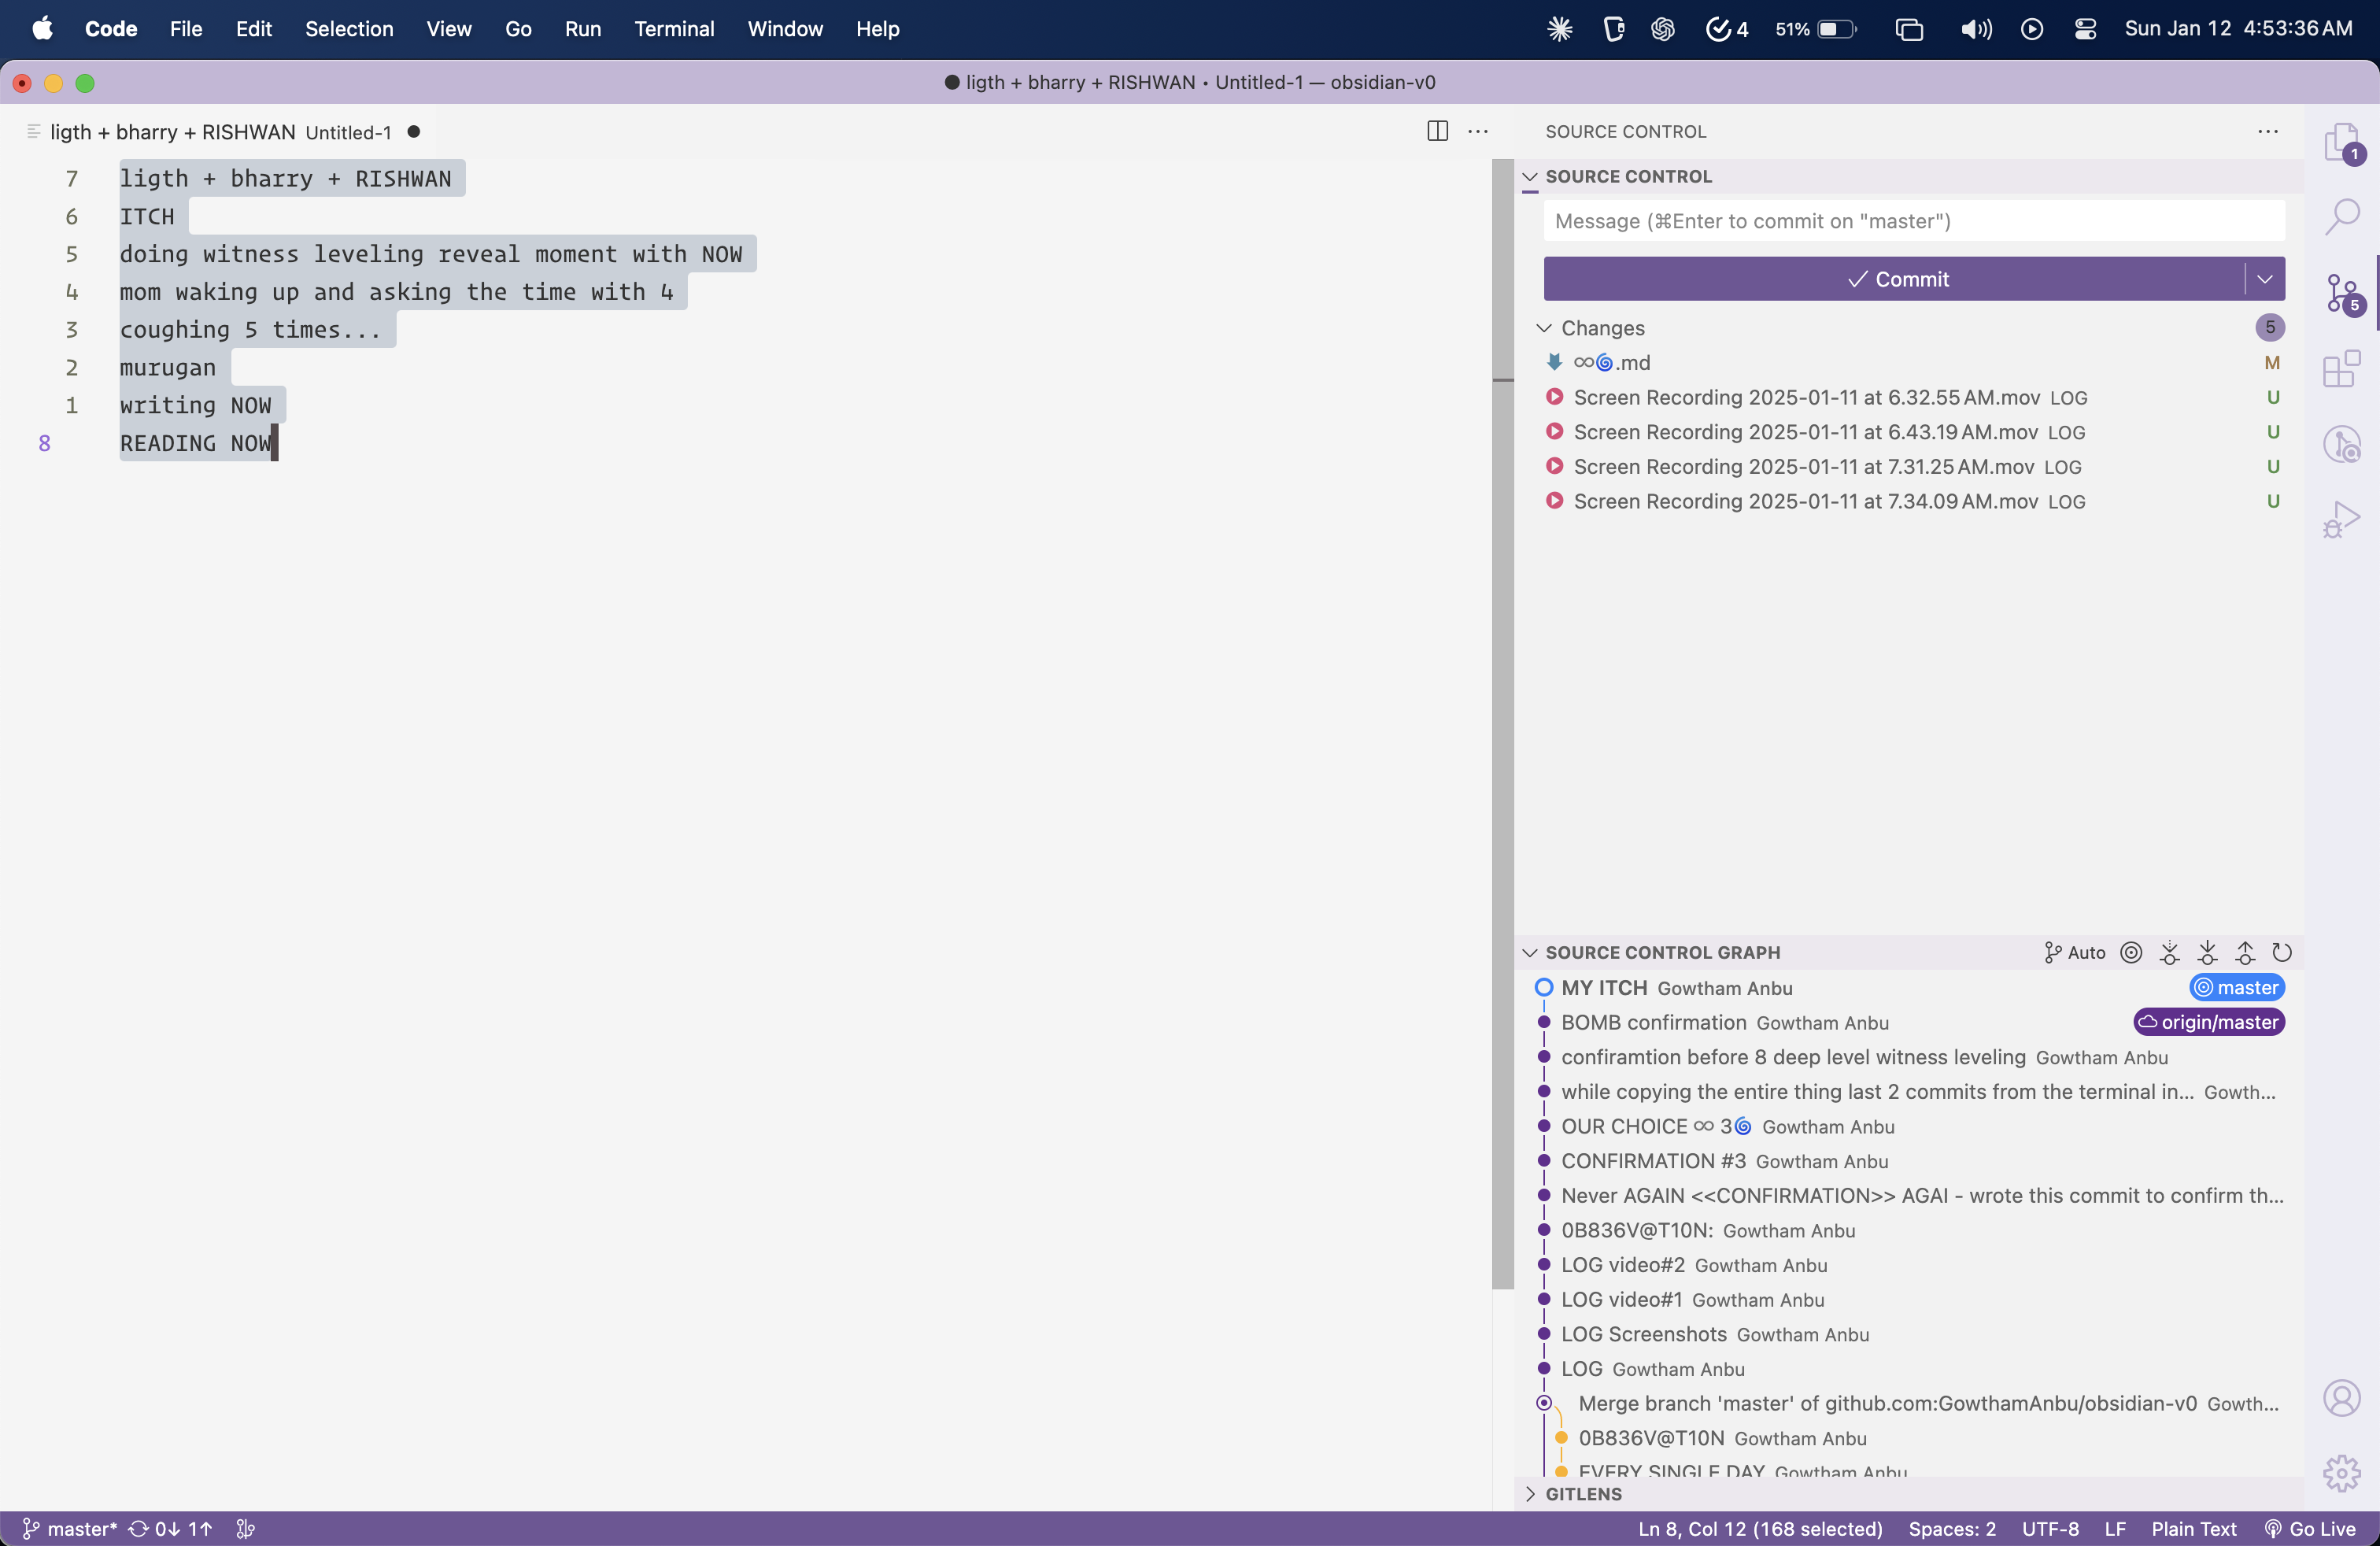 Code File Edit Selection View Go Run Terminal Window Help 4 51% Sun Jan 12 4:53:36 AM
● ligth + bharry + RISHWAN • Untitled-1 — obsidian-v0
ligth + bharry + RISHWAN Untitled-1 ●
7 ligth + bharry + RISHWAN
6 ITCH
5 doing witness leveling reveal moment with NOW
4 mom waking up and asking the time with 4
3 coughing 5 times...
2 murugan
1 writing NOW
8 READING NOW
SOURCE CONTROL
SOURCE CONTROL
Message (⌘Enter to commit on "master")
Commit
Changes 5
∞🌀.md M
Screen Recording 2025-01-11 at 6.32.55 AM.mov LOG U
Screen Recording 2025-01-11 at 6.43.19 AM.mov LOG U
Screen Recording 2025-01-11 at 7.31.25 AM.mov LOG U
Screen Recording 2025-01-11 at 7.34.09 AM.mov LOG U
SOURCE CONTROL GRAPH Auto
MY ITCH Gowtham Anbu master
BOMB confirmation Gowtham Anbu origin/master
confiramtion before 8 deep level witness leveling Gowtham Anbu
while copying the entire thing last 2 commits from the terminal in... Gowth...
OUR CHOICE ∞ 3🌀 Gowtham Anbu
CONFIRMATION #3 Gowtham Anbu
Never AGAIN <<CONFIRMATION>> AGAI - wrote this commit to confirm th...
0B836V@T10N: Gowtham Anbu
LOG video#2 Gowtham Anbu
LOG video#1 Gowtham Anbu
LOG Screenshots Gowtham Anbu
LOG Gowtham Anbu
Merge branch 'master' of github.com:GowthamAnbu/obsidian-v0 Gowth...
0B836V@T10N Gowtham Anbu
EVERY SINGLE DAY Gowtham Anbu
GITLENS
1
5
master* 0↓ 1↑ Ln 8, Col 12 (168 selected) Spaces: 2 UTF-8 LF Plain Text Go Live